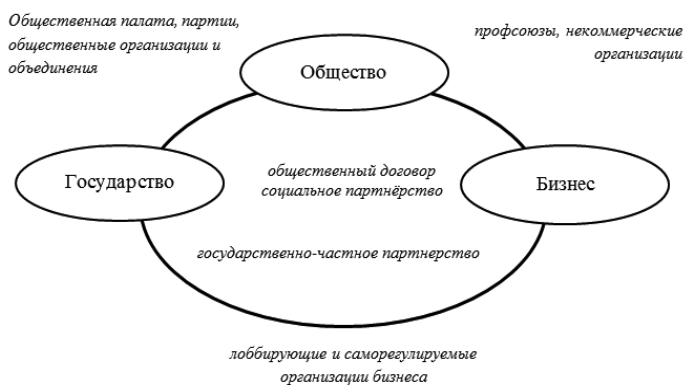 Общественная палата, партии,
общественные организации и
объединения
профсоюзы, некоммерческие
организации
Общество
Государство
общественный договор
социальное партнёрство
Бизнес
государственно-частное партнерство
лоббирующие и саморегулируемые
организации бизнеса